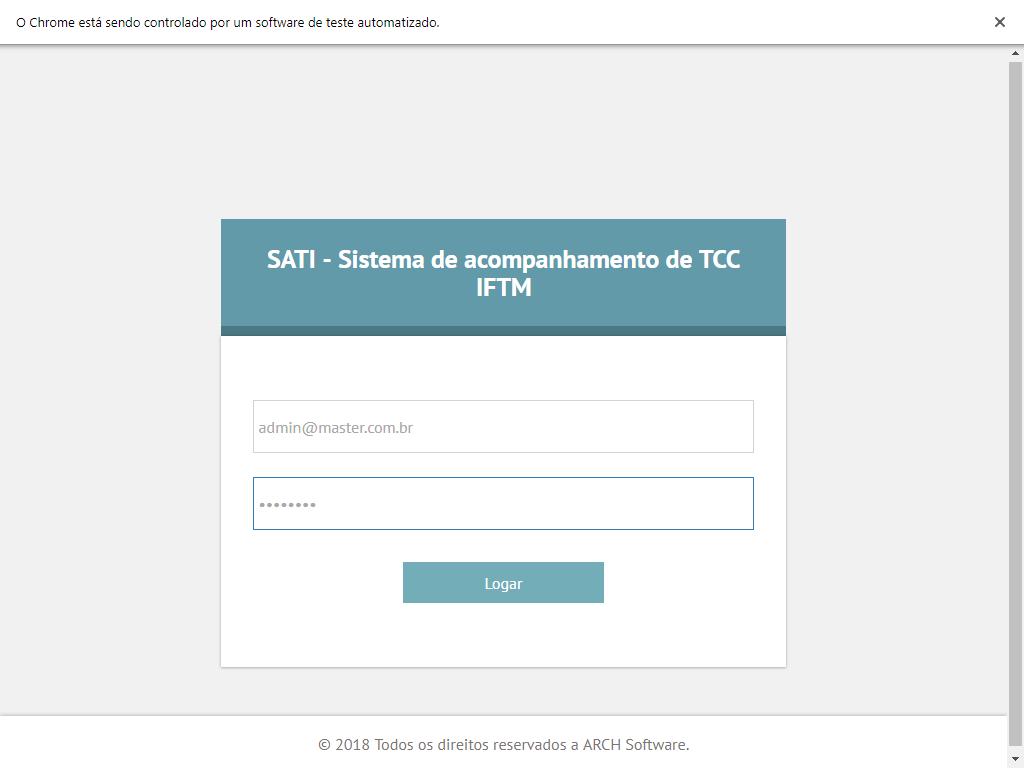 O Chrome está sendo controlado por um software de teste automatizado.
SATI - Sistema de acompanhamento de TCC
IFTM
admin@master.com.br
••••••••
Logar
© 2018 Todos os direitos reservados a ARCH Software.